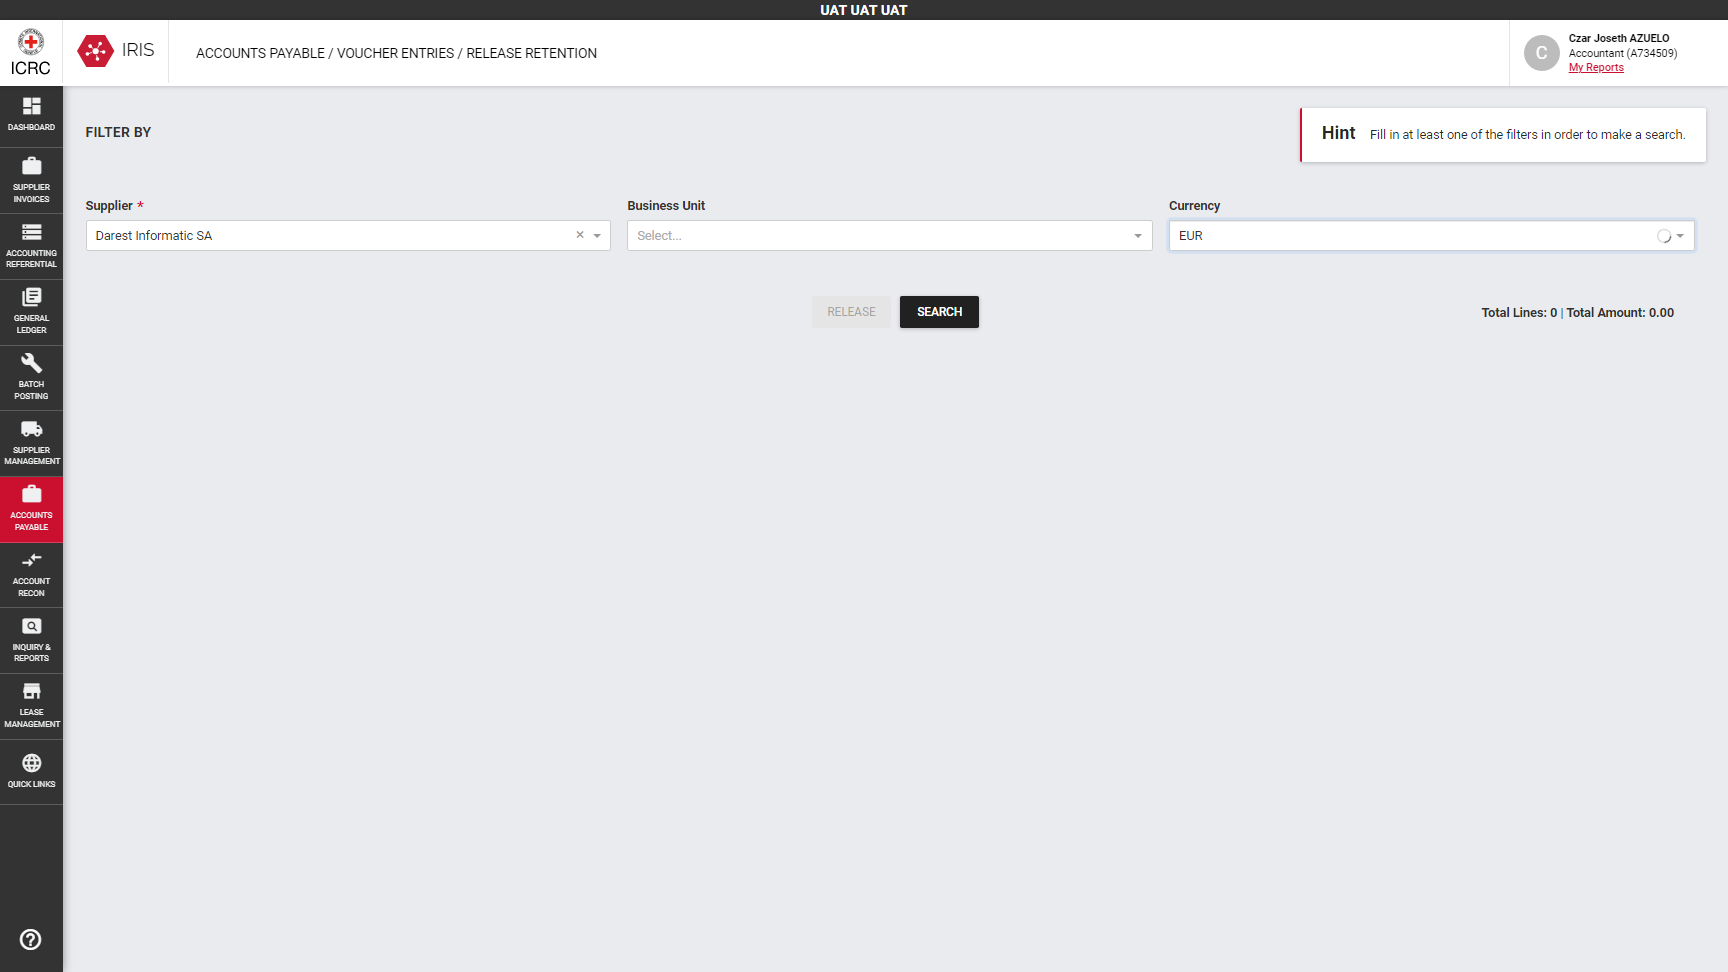 UAT UAT UAT
ICRC
IRIS
ACCOUNTS PAYABLE / VOUCHER ENTRIES / RELEASE RETENTION
C
Czar Joseth AZUELO
Accountant (A734509)
My Reports
DASHBOARD
SUPPLIER
INVOICES
ACCOUNTING
REFERENTIAL
GENERAL
LEDGER
BATCH
POSTING
SUPPLIER
MANAGEMENT
ACCOUNTS
PAYABLE
ACCOUNT
RECON
INQUIRY &
REPORTS
LEASE
MANAGEMENT
QUICK LINKS
FILTER BY
Hint Fill in at least one of the filters in order to make a search.
Supplier *
Darest Informatic SA
Business Unit
Select...
Currency
EUR
RELEASE
SEARCH
Total Lines: 0 | Total Amount: 0.00